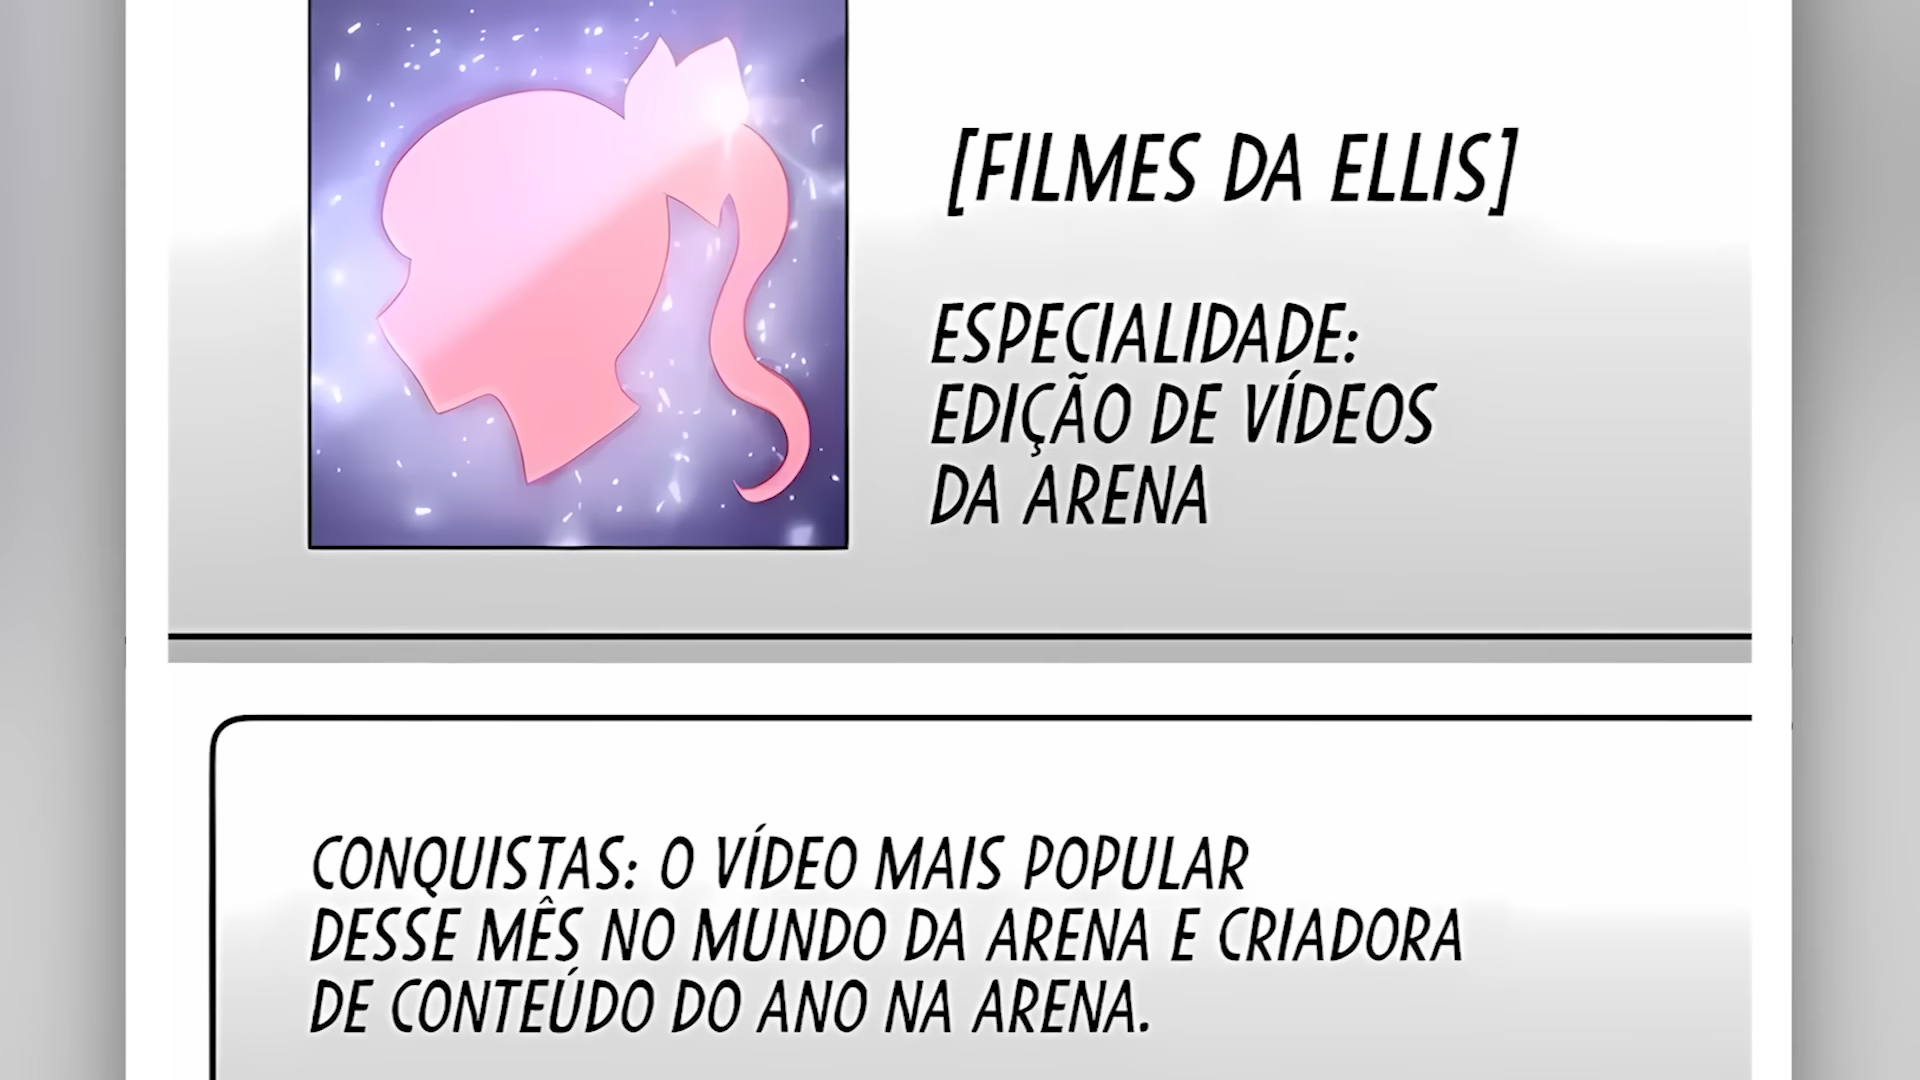 [FILMES DA ELLIS]
ESPECIALIDADE:
EDIÇÃO DE VÍDEOS
DA ARENA
CONQUISTAS: O VÍDEO MAIS POPULAR
DESSE MÊS NO MUNDO DA ARENA E CRIADORA
DE CONTEÚDO DO ANO NA ARENA.